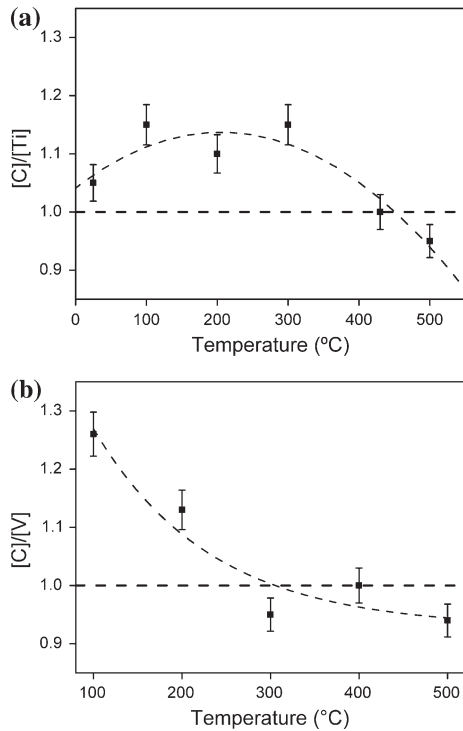 (a)
1.3
1.2
1.1
1.0
0.9
[C]/[Ti]
0 100 200 300 400 500
Temperature (ºC)
(b)
1.3
1.2
1.1
1.0
0.9
[C]/[V]
100 200 300 400 500
Temperature (°C)